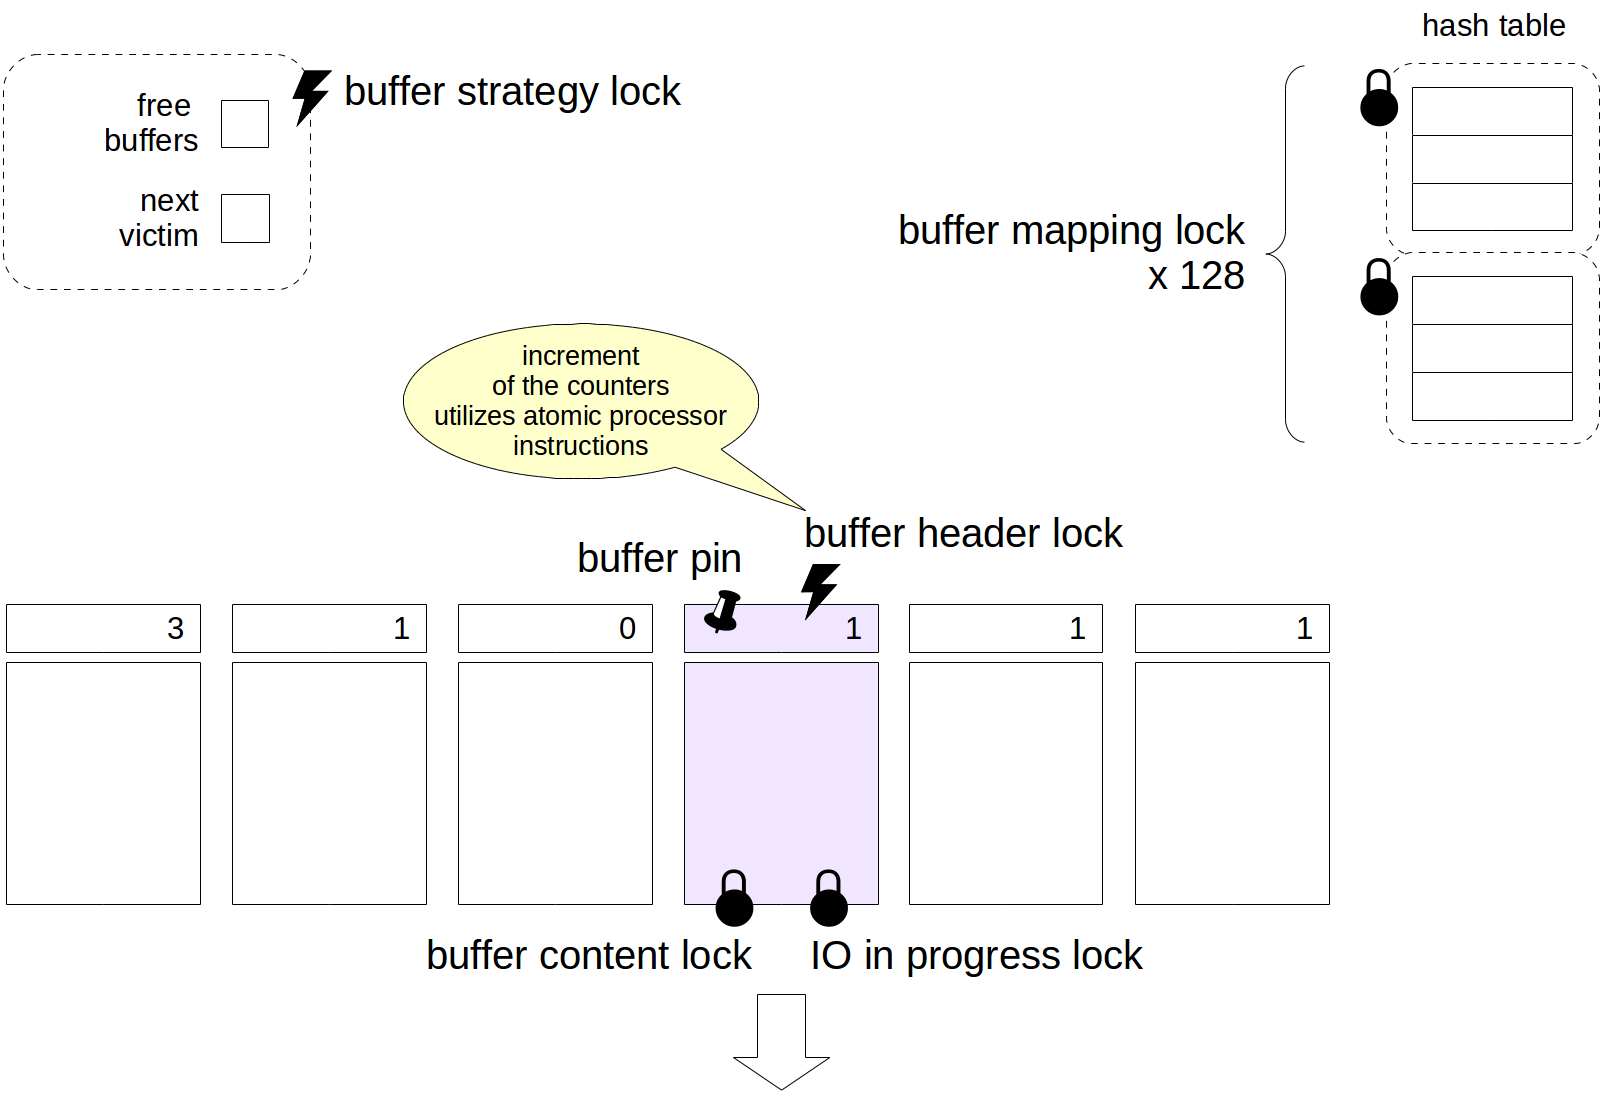 hash table
free
buffers
buffer strategy lock
next
victim
buffer mapping lock
x 128
increment
of the counters
utilizes atomic processor
instructions
buffer header lock
buffer pin
3
1
0
1
1
1
buffer content lock
IO in progress lock